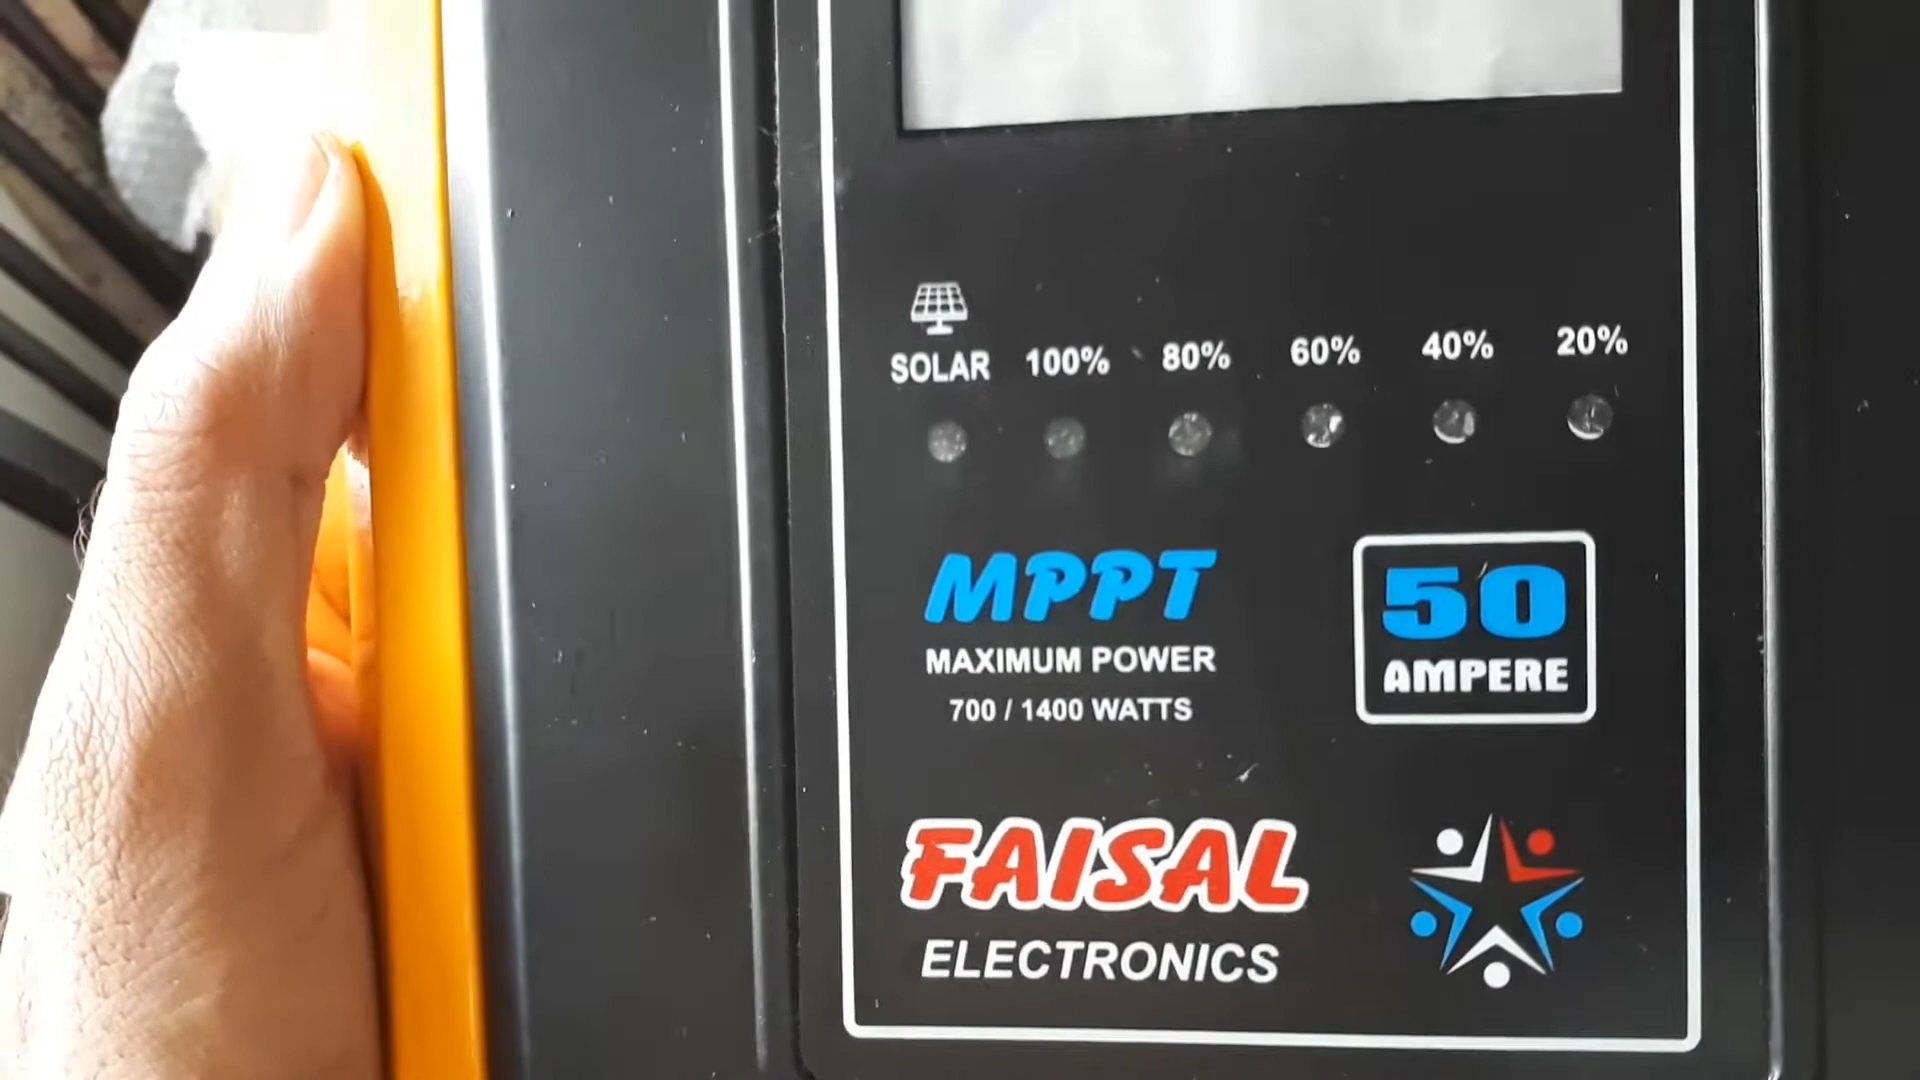 SOLAR 100% 80% 60% 40% 20%
MPPT
MAXIMUM POWER
700 / 1400 WATTS
50
AMPERE
FAISAL
ELECTRONICS